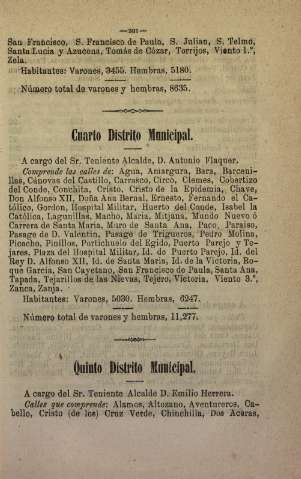 —201—
San Francisco, S. Francisco de Paula, S. Julian, S. Telmo,
Santa Lucia y Azucena, Tomás de Cózar, Torrijos, Viento 1.º,
Zela.
Habitantes: Varones, 3455. Hembras, 5180.
Número total de varones y hembras, 8635.
Cuarto Distrito Municipal.
A cargo del Sr. Teniente Alcalde, D. Antonio Flaquer.
Comprende las calles de: Agua, Amargura, Bara, Barceni-
llas, Cánovas del Castillo, Carrasco, Circo, Clemes, Cobertizo
del Conde, Conchita, Cristo, Cristo de la Epidemia, Chave,
Don Alfonso XII, Doña Ana Bernal, Ernesto, Fernando el Ca-
tólico, Gordon, Hospital Militar, Huerto del Conde, Isabel la
Católica, Lagunillas, Macho, Maria, Mitjana, Mundo Nuevo ó
Carrera de Santa Maria, Muro de Santa Ana, Paco, Paraiso,
Pasage de D. Valentin, Pasage de Trigueros, Pedro Molina,
Picacho, Pinillos, Portichuelo del Egido, Puerto Parejo y Te-
jares, Plaza del Hospital Militar, Id. de Puerto Parejo, Id. del
Rey D. Alfonso XII, Id. de Santa Maria, Id. de la Victoria, Ro-
que Garcia, San Cayetano, San Francisco de Paula, Santa Ana,
Tapada, Tejarillos de las Nievas, Tejero, Victoria, Viento 3.º,
Zanca, Zanja.
Habitantes: Varones, 5030. Hembras, 6247.
Número total de varones y hembras, 11,277.
Quinto Distrito Municipal.
A cargo del Sr. Teniente Alcalde D. Emilio Herrera.
Calles que comprende: Alamos, Altozano, Aventureros, Ca-
bello, Cristo (de los) Cruz Verde, Chinchilla, Dos Aceras,